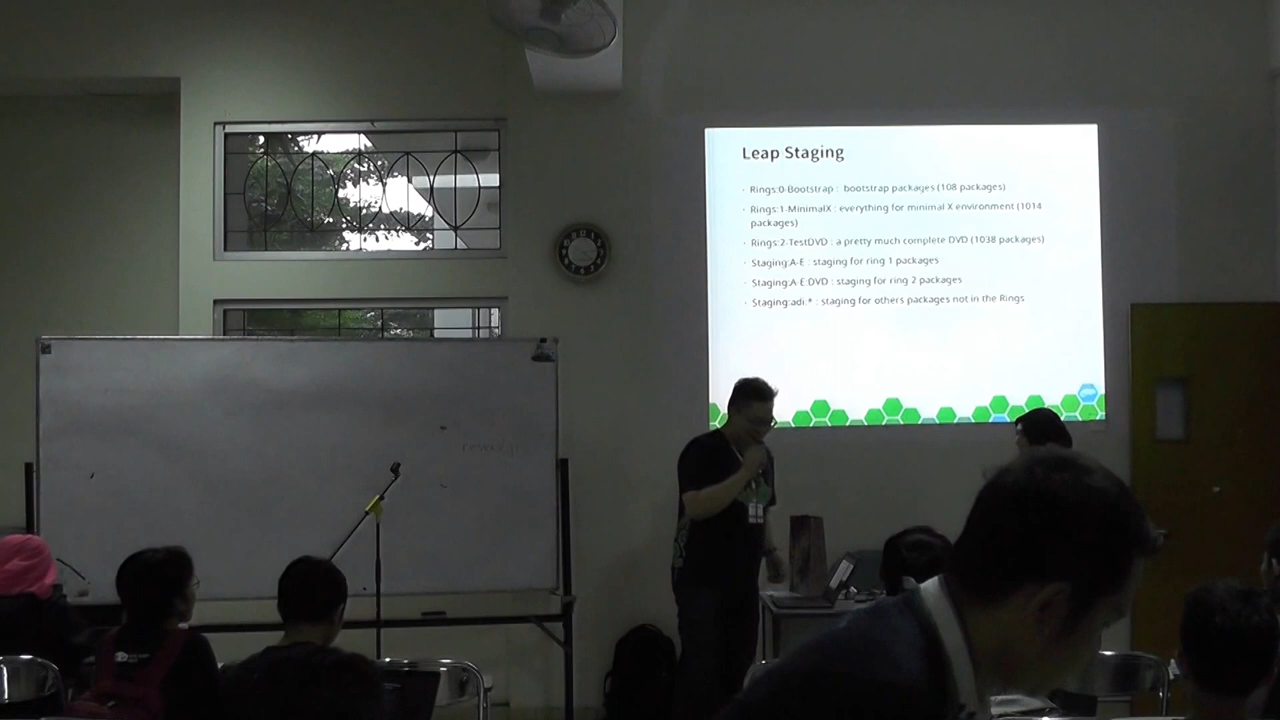 Leap Staging
· Rings:0-Bootstrap : bootstrap packages (108 packages)
· Rings:1-MinimalX : everything for minimal X environment (1014
packages)
· Rings:2-TestDVD : a pretty much complete DVD (1038 packages)
· Staging:A-E : staging for ring 1 packages
· Staging:A-E:DVD : staging for ring 2 packages
· Staging:adi:* : staging for others packages not in the Rings